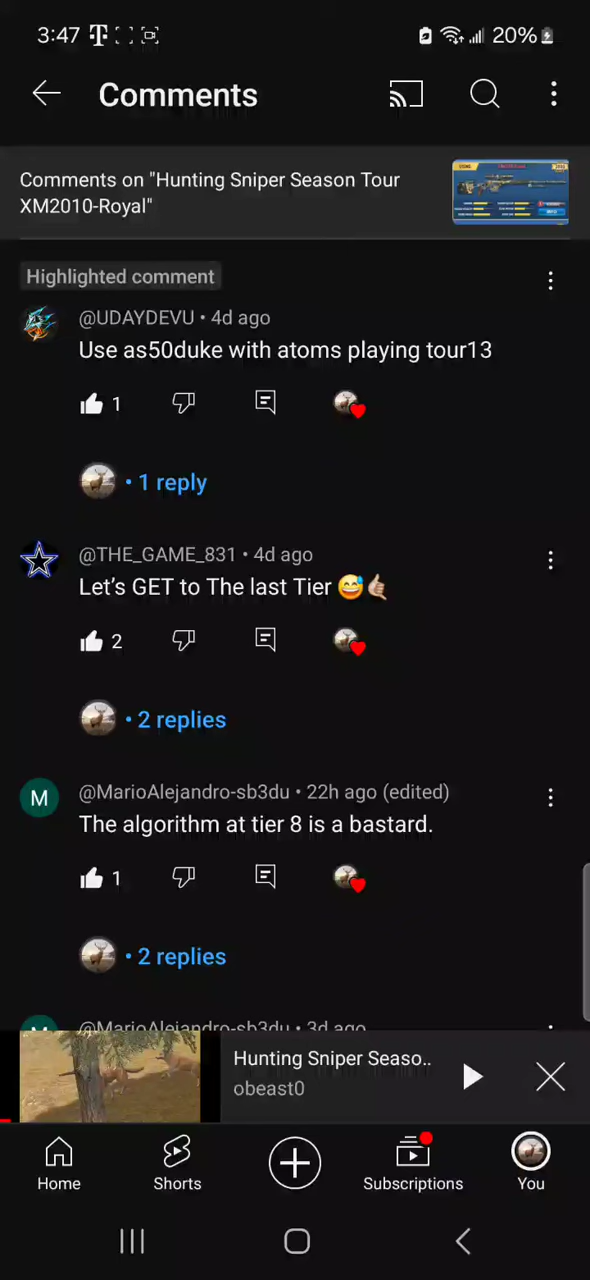 3:47
20%
Comments
Comments on "Hunting Sniper Season Tour
XM2010-Royal"
Highlighted comment
@UDAYDEVU • 4d ago
Use as50duke with atoms playing tour13
1
• 1 reply
@THE_GAME_831 • 4d ago
Let’s GET to The last Tier 😅🤙🏼
2
• 2 replies
M
@MarioAlejandro-sb3du • 22h ago (edited)
The algorithm at tier 8 is a bastard.
1
• 2 replies
@MarioAlejandro-sb3du • 3d ago
Hunting Sniper Seaso..
obeast0
Home
Shorts
Subscriptions
You